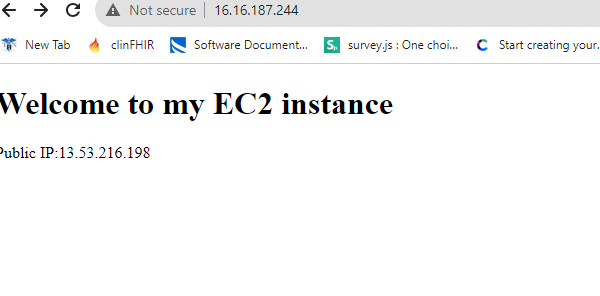 Not secure | 16.16.187.244
New Tab clinFHIR Software Document... S survey.js : One choi... C Start creating your.
Welcome to my EC2 instance
Public IP:13.53.216.198